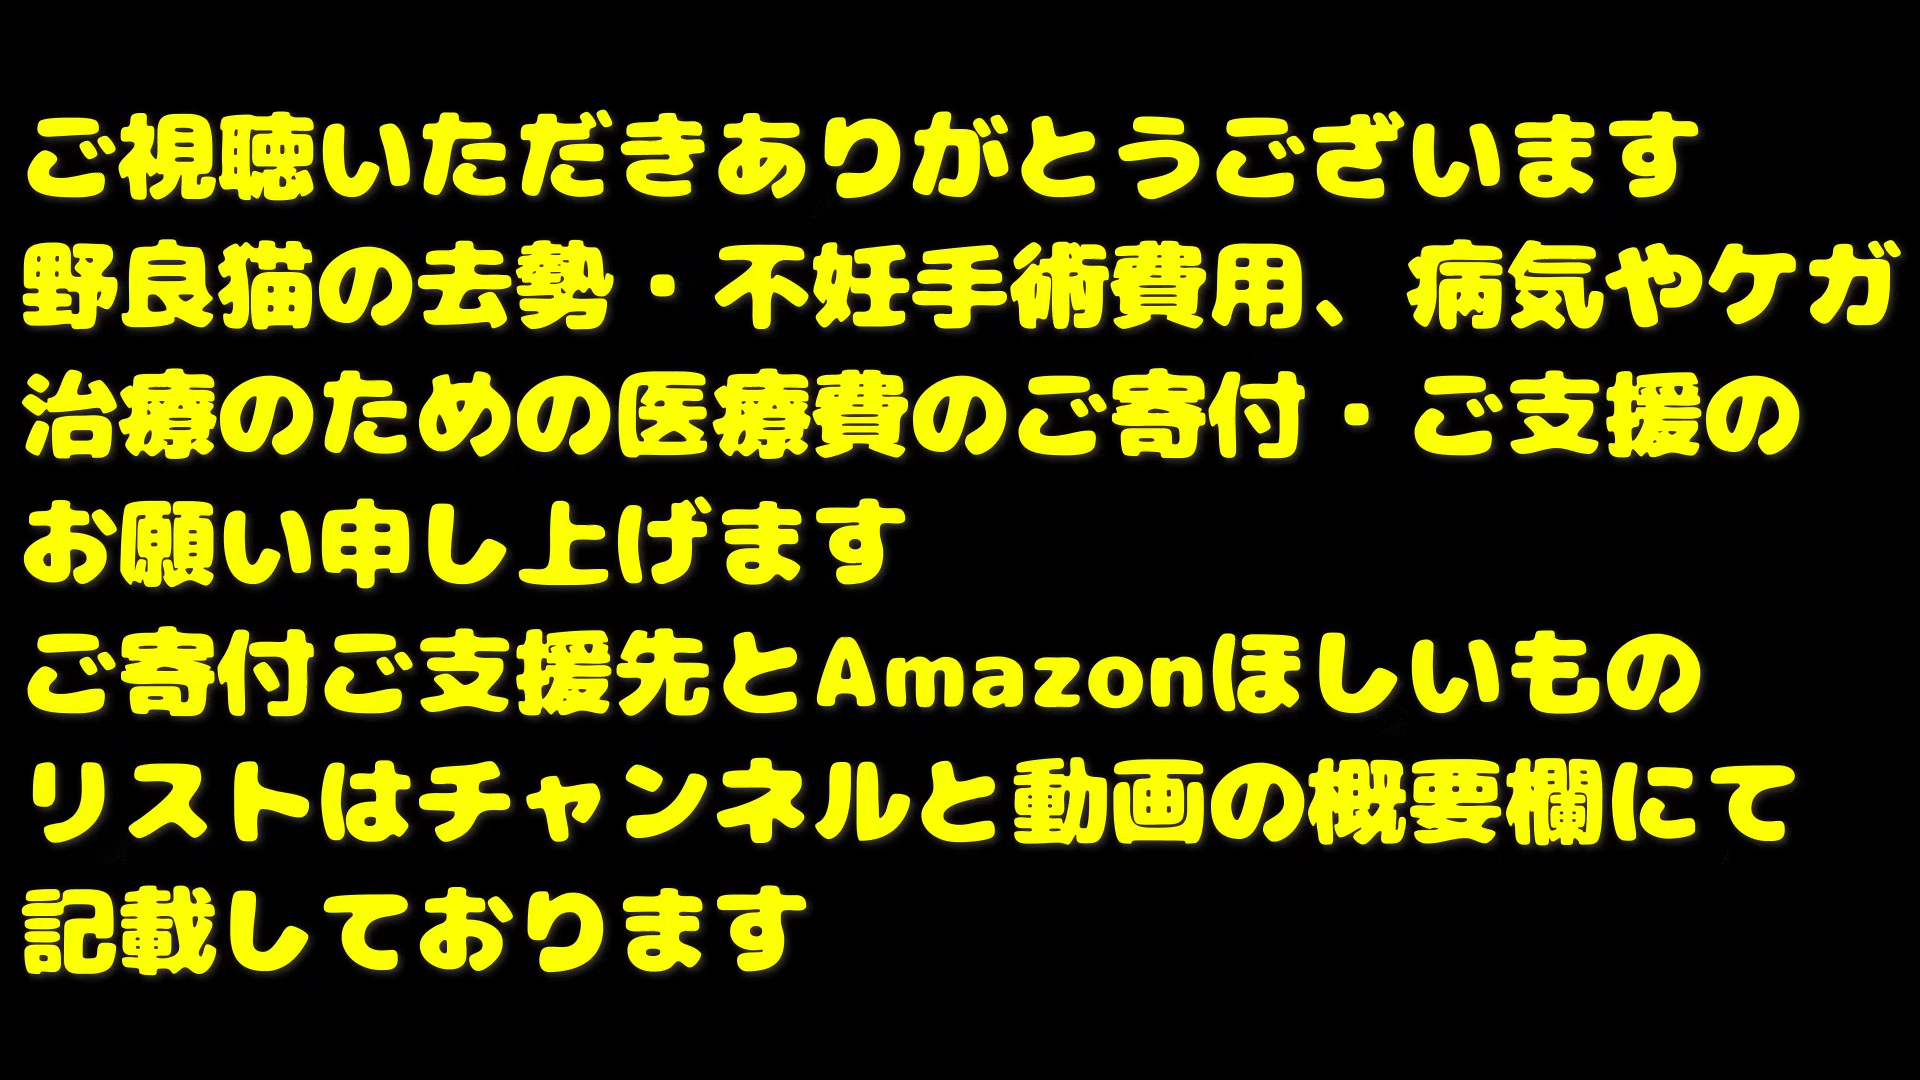 ご視聴いただきありがとうございます
野良猫の去勢・不妊手術費用、病気やケガ
治療のための医療費のご寄付・ご支援の
お願い申し上げます
ご寄付ご支援先とAmazonほしいもの
リストはチャンネルと動画の概要欄にて
記載しております